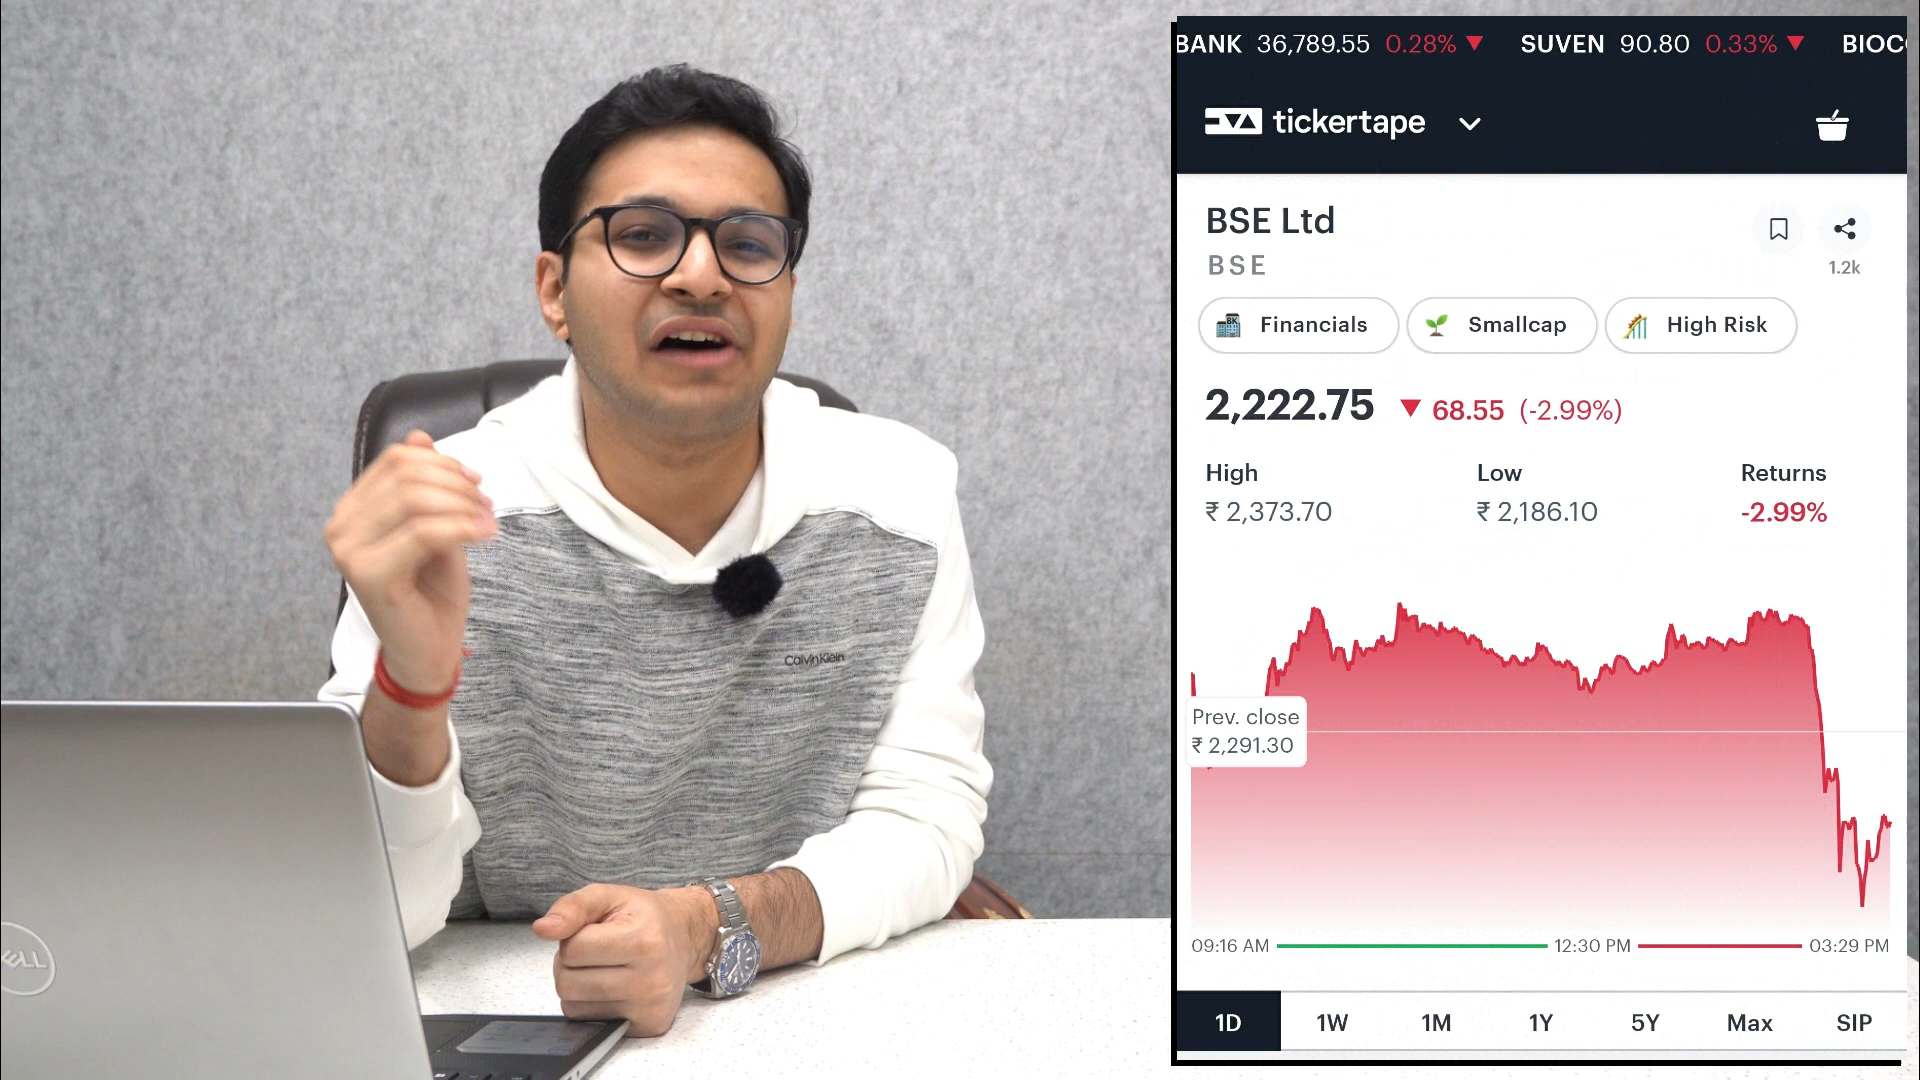 BANK 36,789.55 0.28% ▼ SUVEN 90.80 0.33% ▼ BIOC
tickertape
BSE Ltd
BSE
1.2k
Financials Smallcap High Risk
2,222.75 ▼ 68.55 (-2.99%)
High Low Returns
₹ 2,373.70 ₹ 2,186.10 -2.99%
Prev. close
₹ 2,291.30
09:16 AM 12:30 PM 03:29 PM
1D 1W 1M 1Y 5Y Max SIP
Calvin Klein
DELL